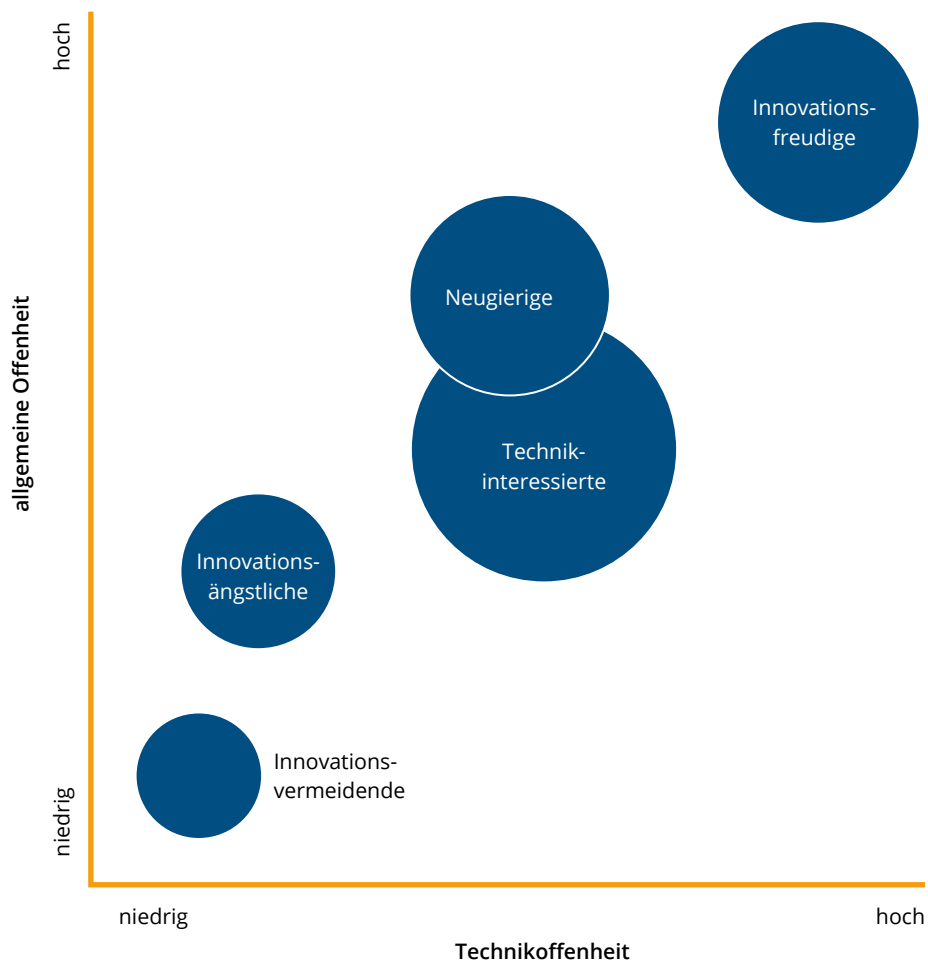 hoch
Innovations-
freudige
Neugierige
allgemeine Offenheit
Technik-
interessierte
Innovations-
ängstliche
Innovations-
vermeidende
niedrig
niedrig
hoch
Technikoffenheit